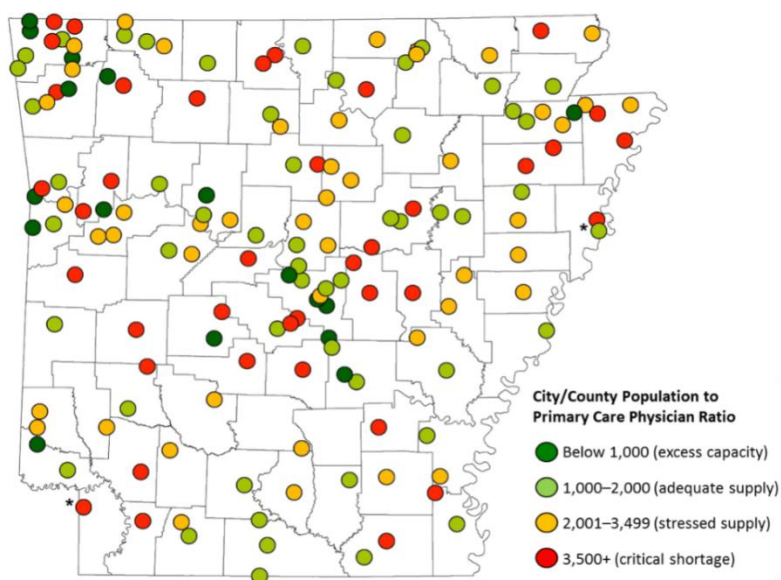 *
*
City/County Population to
Primary Care Physician Ratio
Below 1,000 (excess capacity)
1,000–2,000 (adequate supply)
2,001–3,499 (stressed supply)
3,500+ (critical shortage)